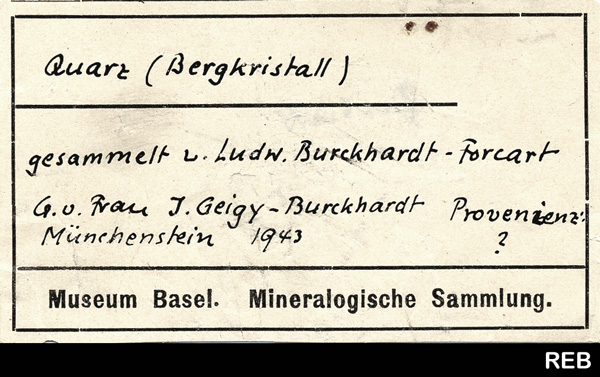 Quarz (Bergkristall)
gesammelt v. Ludw. Burckhardt-Forcart
G. v. Frau J. Geigy-Burckhardt Provenienz:
Münchenstein 1943 ?
Museum Basel. Mineralogische Sammlung.
REB